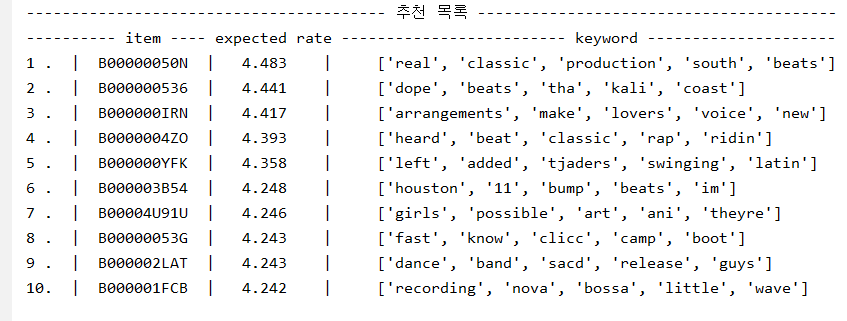 ---------------------------------------- 추천 목록 ----------------------------------------
---------- item ---- expected rate ------------------------- keyword ---------------------
1 . | B00000050N | 4.483 | ['real', 'classic', 'production', 'south', 'beats']
2 . | B000000536 | 4.441 | ['dope', 'beats', 'tha', 'kali', 'coast']
3 . | B000000IRN | 4.417 | ['arrangements', 'make', 'lovers', 'voice', 'new']
4 . | B0000004ZO | 4.393 | ['heard', 'beat', 'classic', 'rap', 'ridin']
5 . | B000000YFK | 4.358 | ['left', 'added', 'tjaders', 'swinging', 'latin']
6 . | B000003B54 | 4.248 | ['houston', '11', 'bump', 'beats', 'im']
7 . | B00004U91U | 4.246 | ['girls', 'possible', 'art', 'ani', 'theyre']
8 . | B00000053G | 4.243 | ['fast', 'know', 'clicc', 'camp', 'boot']
9 . | B000002LAT | 4.243 | ['dance', 'band', 'sacd', 'release', 'guys']
10. | B000001FCB | 4.242 | ['recording', 'nova', 'bossa', 'little', 'wave']